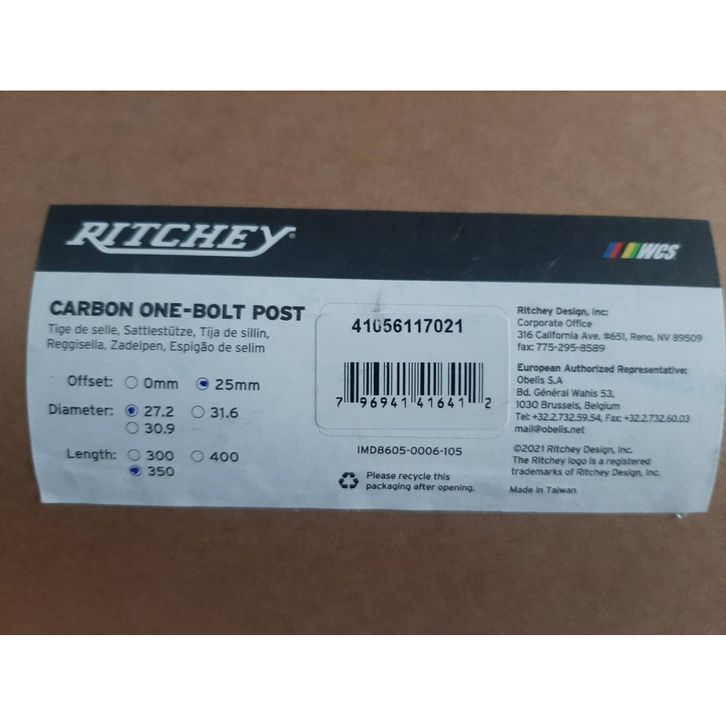 RITCHEY®
WCS
CARBON ONE-BOLT POST
Tige de selle, Sattlestütze, Tija de sillin,
Reggisella, Zadelpen, Espigão de selim
Offset: 0mm 25mm
Diameter: 27.2 31.6
30.9
Length: 300 400
350
41056117021
7 96941 41641 2
IMD8605-0006-105
Please recycle this
packaging after opening.
Ritchey Design, Inc:
Corporate Office
316 California Ave. #651, Reno, NV 89509
fax: 775-295-8589
European Authorized Representative:
Obelis S.A
Bd. Général Wahis 53,
1030 Brussels, Belgium
Tel: +32.2.732.59.54, Fax: +32.2.732.60.03
mail@obelis.net
©2021 Ritchey Design, Inc.
The Ritchey logo is a registered
trademarks of Ritchey Design, Inc.
Made in Taiwan